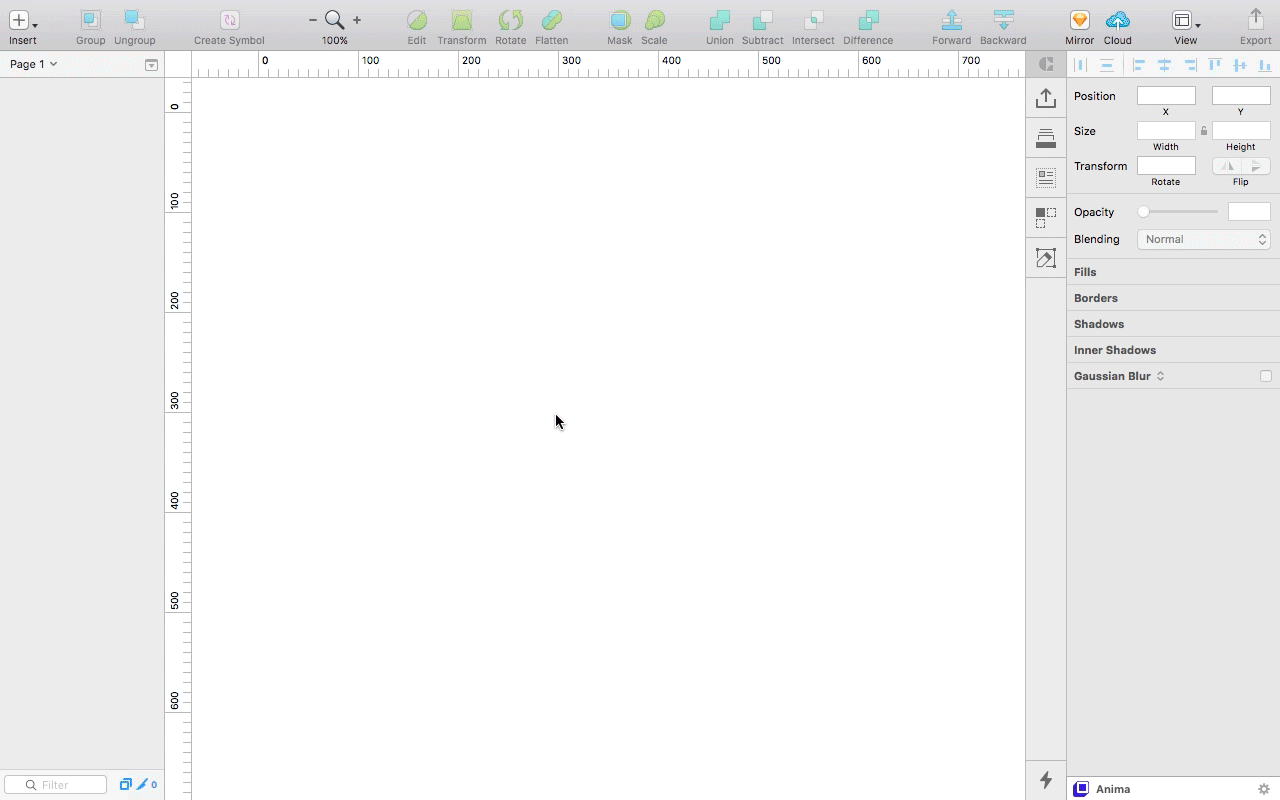 Insert
Group
Ungroup
Create Symbol
100%
Edit
Transform
Rotate
Flatten
Mask
Scale
Union
Subtract
Intersect
Difference
Forward
Backward
Mirror
Cloud
View
Export
Page 1
0
100
200
300
400
500
600
700
0
100
200
300
400
500
600
Position
X
Y
Size
Width
Height
Transform
Rotate
Flip
Opacity
Blending
Normal
Fills
Borders
Shadows
Inner Shadows
Gaussian Blur
Filter
0
Anima